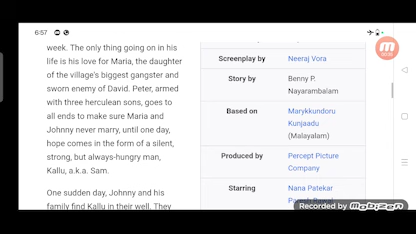 6:57
week. The only thing going on in his
life is his love for Maria, the daughter
of the village's biggest gangster and
sworn enemy of David. Peter, armed
with three herculean sons, goes to
all ends to make sure Maria and
Johnny never marry, until one day,
hope comes in the form of a silent,
strong, but always-hungry man,
Kallu, a.k.a. Sam.
One sudden day, Johnny and his
family find Kallu in their well. They
Screenplay by Neeraj Vora
Story by Benny P.
Nayarambalam
Based on Marykkundoru
Kunjaadu
(Malayalam)
Produced by Percept Picture
Company
Starring Nana Patekar
Paresh Rawal
Recorded by Mobizen